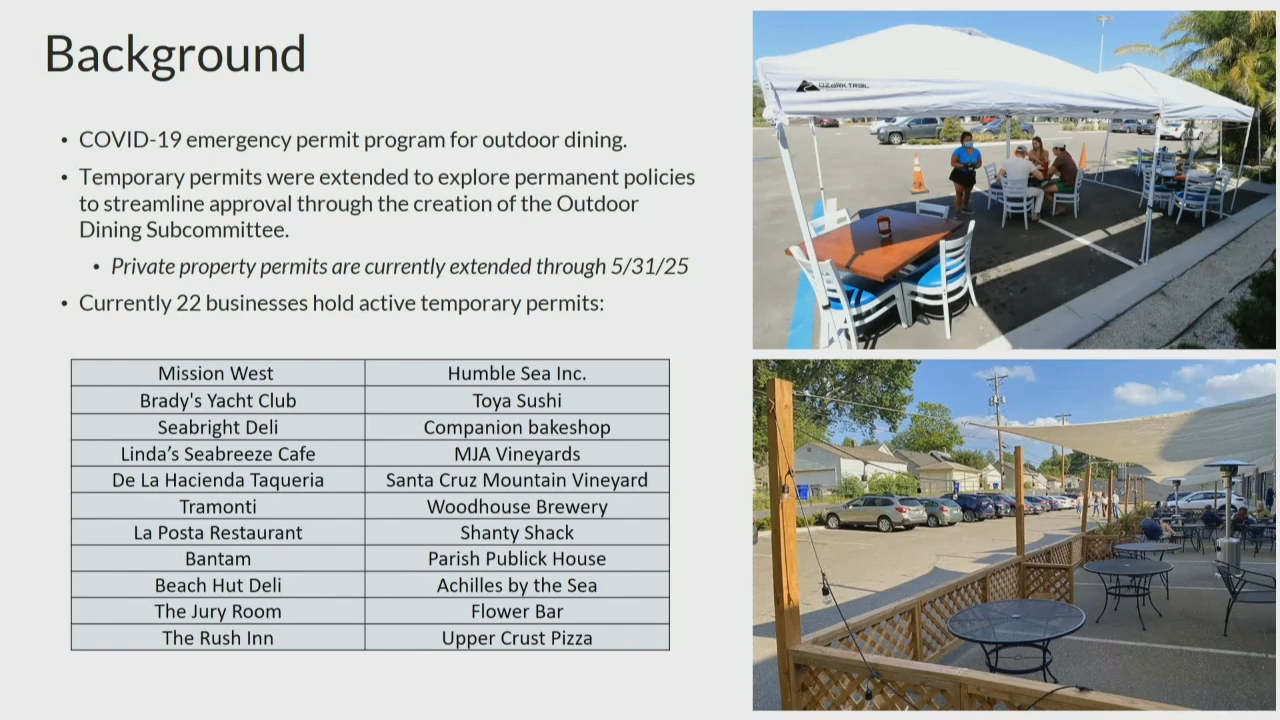 Background
• COVID-19 emergency permit program for outdoor dining.
• Temporary permits were extended to explore permanent policies
to streamline approval through the creation of the Outdoor
Dining Subcommittee.
• Private property permits are currently extended through 5/31/25
• Currently 22 businesses hold active temporary permits:
Mission West Humble Sea Inc.
Brady's Yacht Club Toya Sushi
Seabright Deli Companion bakeshop
Linda’s Seabreeze Cafe MJA Vineyards
De La Hacienda Taqueria Santa Cruz Mountain Vineyard
Tramonti Woodhouse Brewery
La Posta Restaurant Shanty Shack
Bantam Parish Publick House
Beach Hut Deli Achilles by the Sea
The Jury Room Flower Bar
The Rush Inn Upper Crust Pizza
OZARK TRAIL